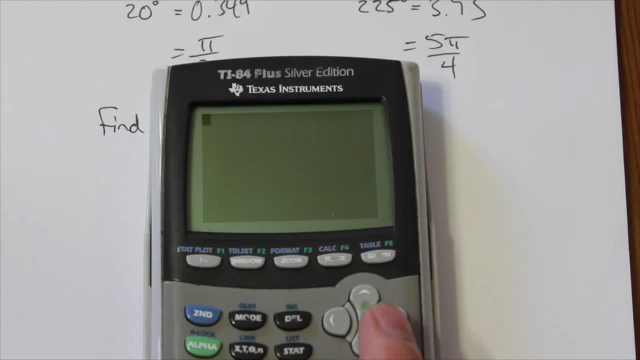 20° = 0.349
225° = 3.93
= π
= 5π
4
Find
TI-84 Plus Silver Edition
TEXAS INSTRUMENTS
STAT PLOT F1 TBLSET F2 FORMAT F3 CALC F4 TABLE F5
Y= WINDOW ZOOM
QUIT INS
2ND MODE DEL
A-LOCK LINK LIST
ALPHA X,T,θ,n STAT